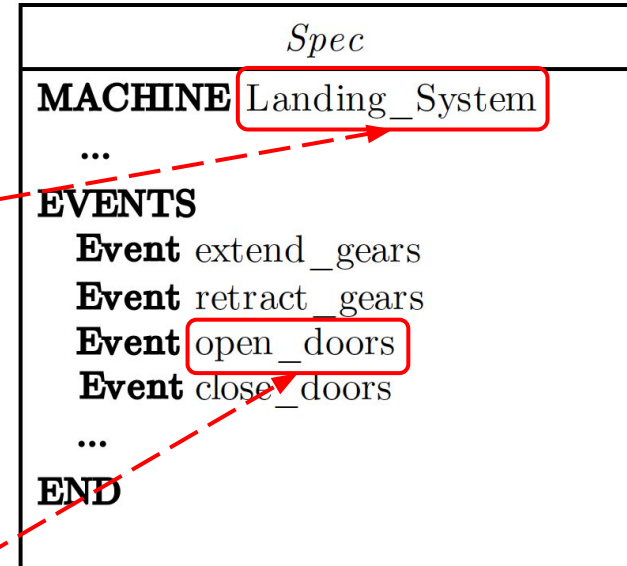 Spec
MACHINE Landing_System
...
EVENTS
Event extend_gears
Event retract_gears
Event open_doors
Event close_doors
...
END